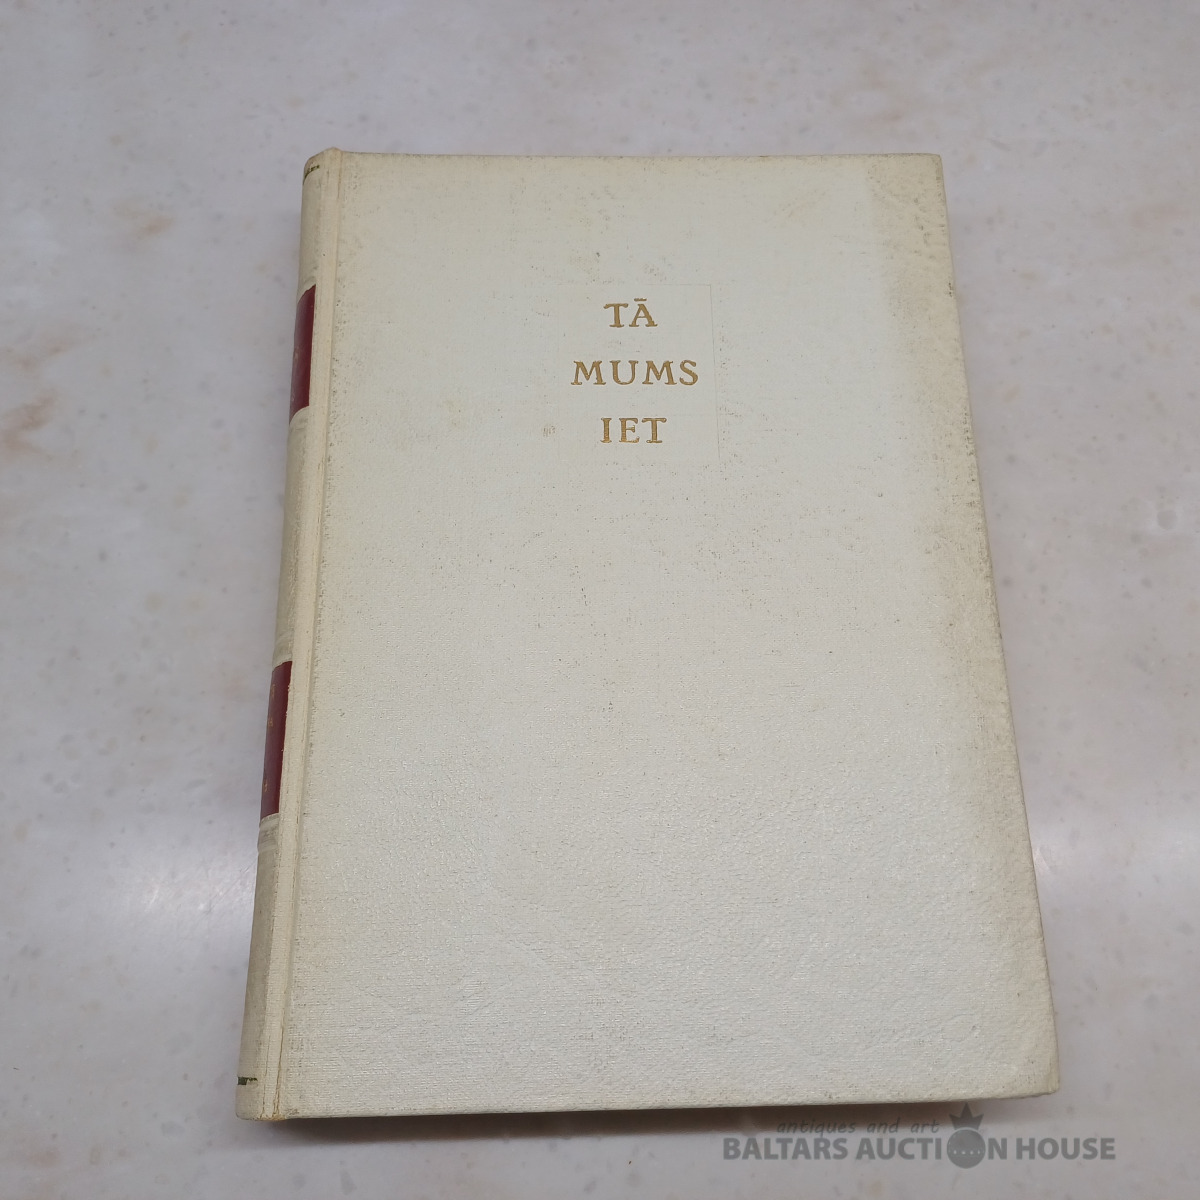 TĀ
MUMS
IET
antiques and art
BALTARS AUCTION HOUSE